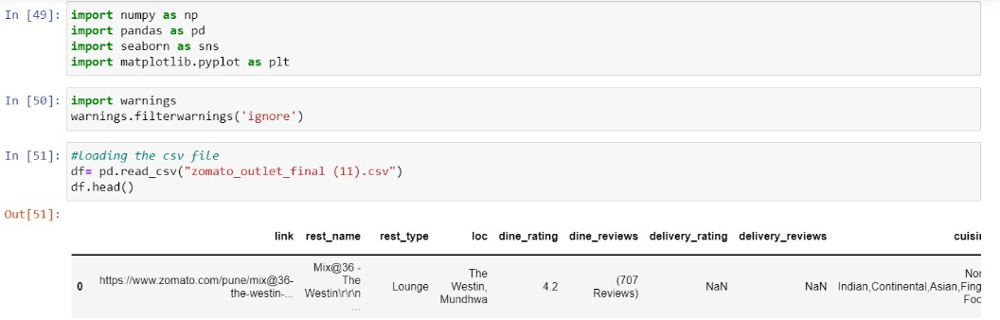 In [49]: import numpy as np
import pandas as pd
import seaborn as sns
import matplotlib.pyplot as plt
In [50]: import warnings
warnings.filterwarnings('ignore')
In [51]: #loading the csv file
df= pd.read_csv("zomato_outlet_final (11).csv")
df.head()
Out[51]:
link rest_name rest_type loc dine_rating dine_reviews delivery_rating delivery_reviews
0 https://www.zomato.com/pune/mix@36-the-westin-... Mix@36 - The Westin\r\r\n ... Lounge The Westin, Mundhwa 4.2 (707 Reviews) NaN NaN Indian,Continental,Asian,